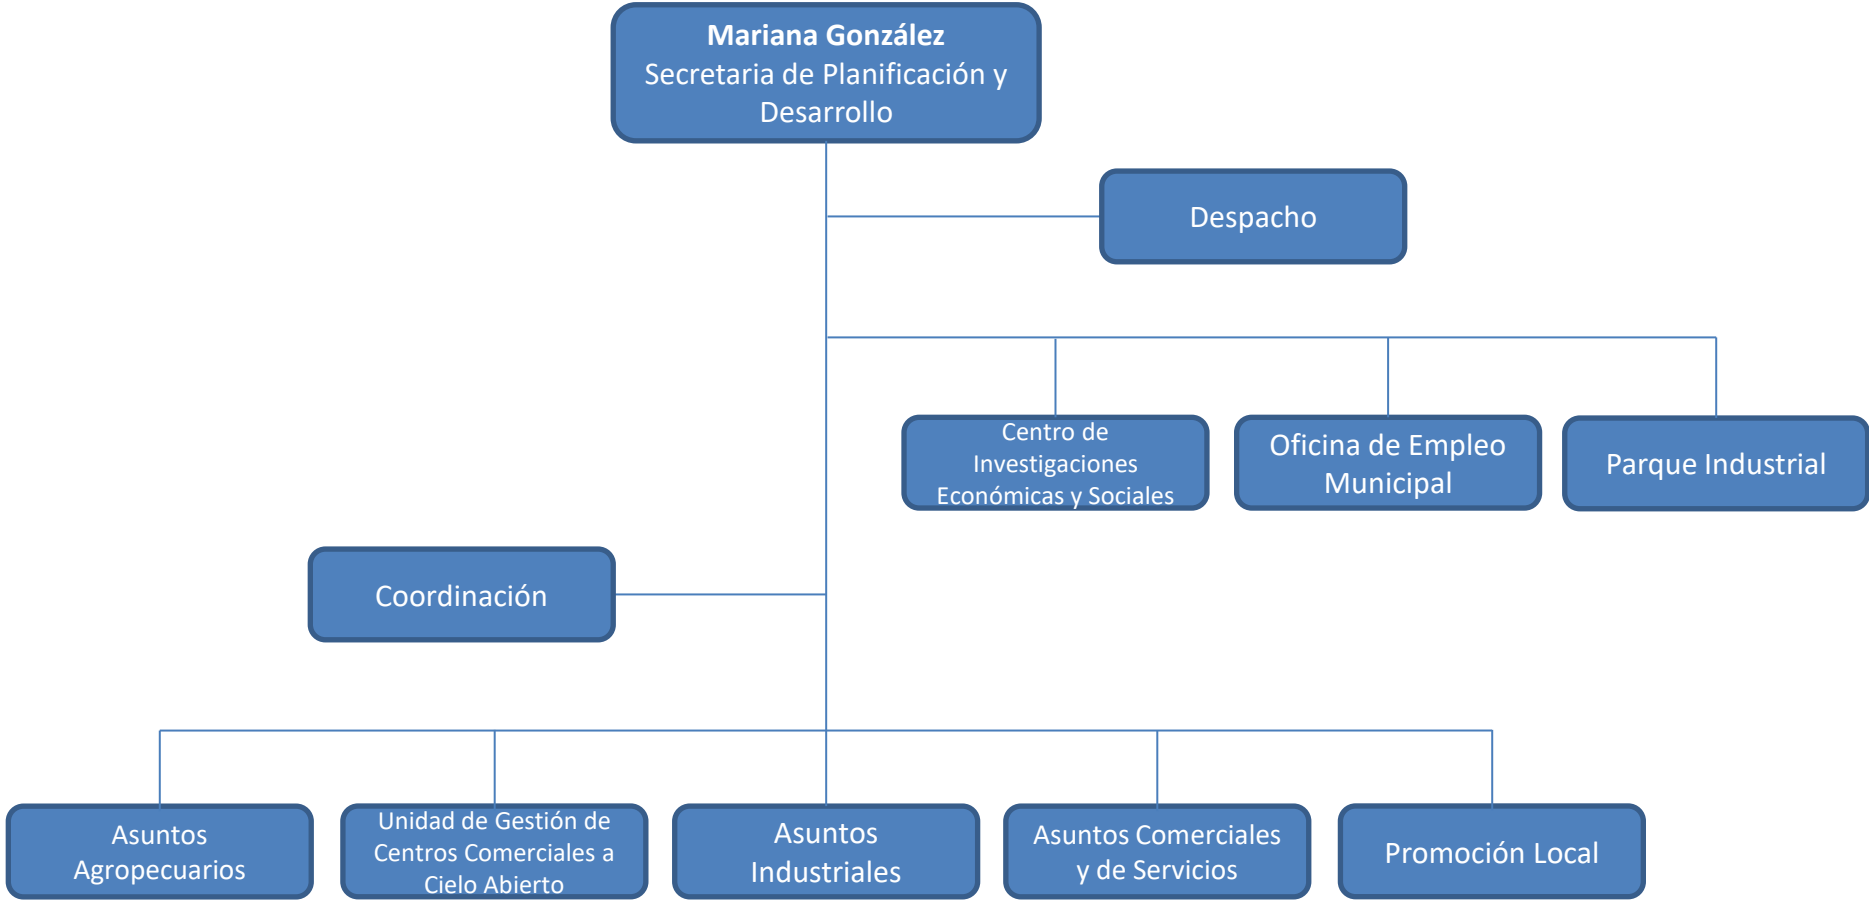 Mariana González
Secretaria de Planificación y
Desarrollo
Despacho
Centro de
Investigaciones
Económicas y Sociales
Oficina de Empleo
Municipal
Parque Industrial
Coordinación
Asuntos
Agropecuarios
Unidad de Gestión de
Centros Comerciales a
Cielo Abierto
Asuntos
Industriales
Asuntos Comerciales
y de Servicios
Promoción Local